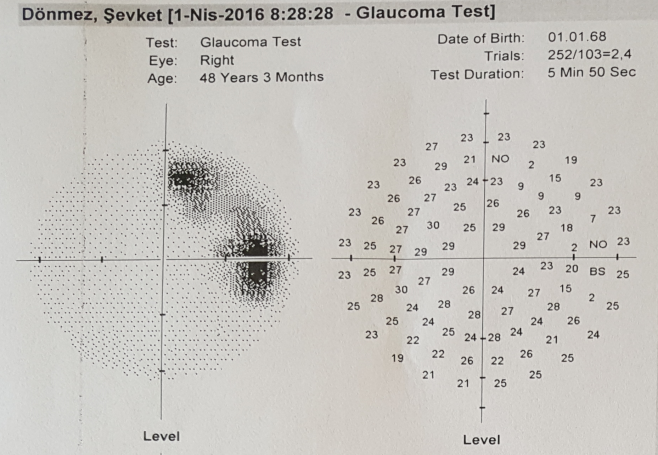 Dönmez, Şevket [1-Nis-2016 8:28:28 - Glaucoma Test]
Test: Glaucoma Test
Eye: Right
Age: 48 Years 3 Months
Date of Birth: 01.01.68
Trials: 252/103=2,4
Test Duration: 5 Min 50 Sec
27 23 23 23
23 29 21 NO 2 19
23 26 23 24 23 9 15 23
26 27 25 26 9 9
23 26 27 26 23 7 23
27 30 25 29 27 18
23 25 27 29 29 29 2 NO 23
23 25 27 29 24 23 20 BS 25
30 27 26 24 27 15
25 28 24 28 28 2 25
25 24 28 27 26
23 22 25 24 28 24 21 24
19 22 26 22 26 25
21 21 25 25
Level
Level